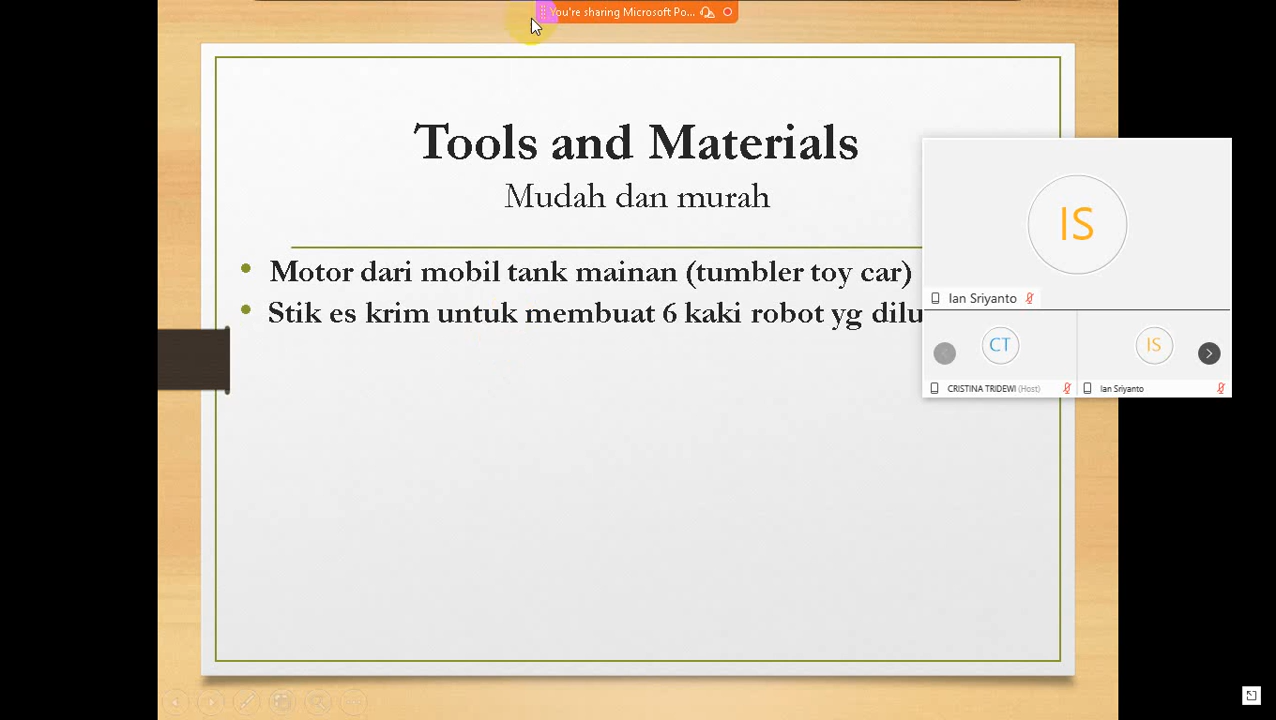 You're sharing Microsoft Po...
Tools and Materials
Mudah dan murah
• Motor dari mobil tank mainan (tumbler toy car)
• Stik es krim untuk membuat 6 kaki robot yg dilu
IS
Ian Sriyanto
CT
IS
CRISTINA TRIDEWI (Host)
Ian Sriyanto